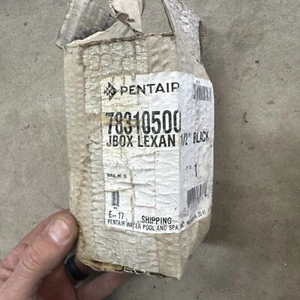 PENTAIR
78310500
JBOX LEXAN 1/2" BLACK
1
E-17 SHIPPING
PENTAIR WATER POOL AND SPA